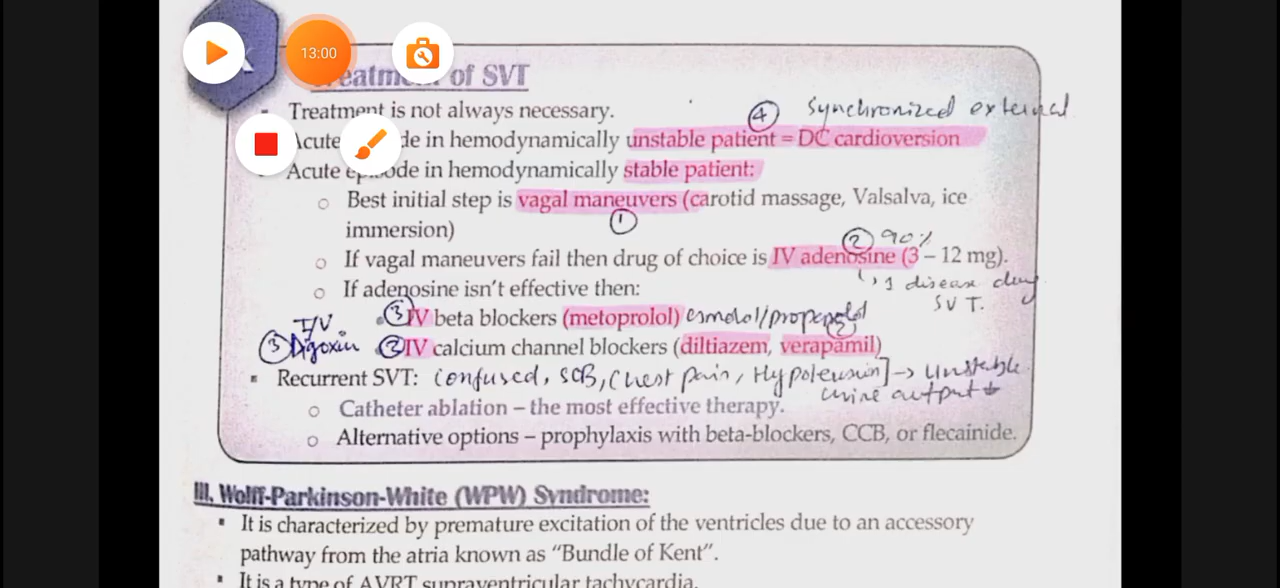 13:00
Treatment of SVT
Treatment is not always necessary.
④ Synchronized external
Acute episode in hemodynamically unstable patient = DC cardioversion
Acute episode in hemodynamically stable patient:
Best initial step is vagal maneuvers (carotid massage, Valsalva, ice
①
immersion)
② 90%
If vagal maneuvers fail then drug of choice is IV adenosine (3 – 12 mg).
1 disease drug
SVT.
If adenosine isn't effective then:
③ IV beta blockers (metoprolol) esmolol/
I/V
③ Digoxin ② IV calcium channel blockers (diltiazem, verapamil)
Recurrent SVT: confused, SOB, Chest pain, Hypotension] → Unstable
urine output ↓
Catheter ablation – the most effective therapy.
Alternative options – prophylaxis with beta-blockers, CCB, or flecainide.
III. Wolff-Parkinson-White (WPW) Syndrome:
It is characterized by premature excitation of the ventricles due to an accessory
pathway from the atria known as “Bundle of Kent”.
It is a type of AVRT supraventricular tachycardia.